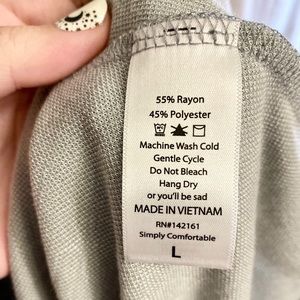 55% Rayon
45% Polyester
Machine Wash Cold
Gentle Cycle
Do Not Bleach
Hang Dry
or you'll be sad
MADE IN VIETNAM
RN#142161
Simply Comfortable
L